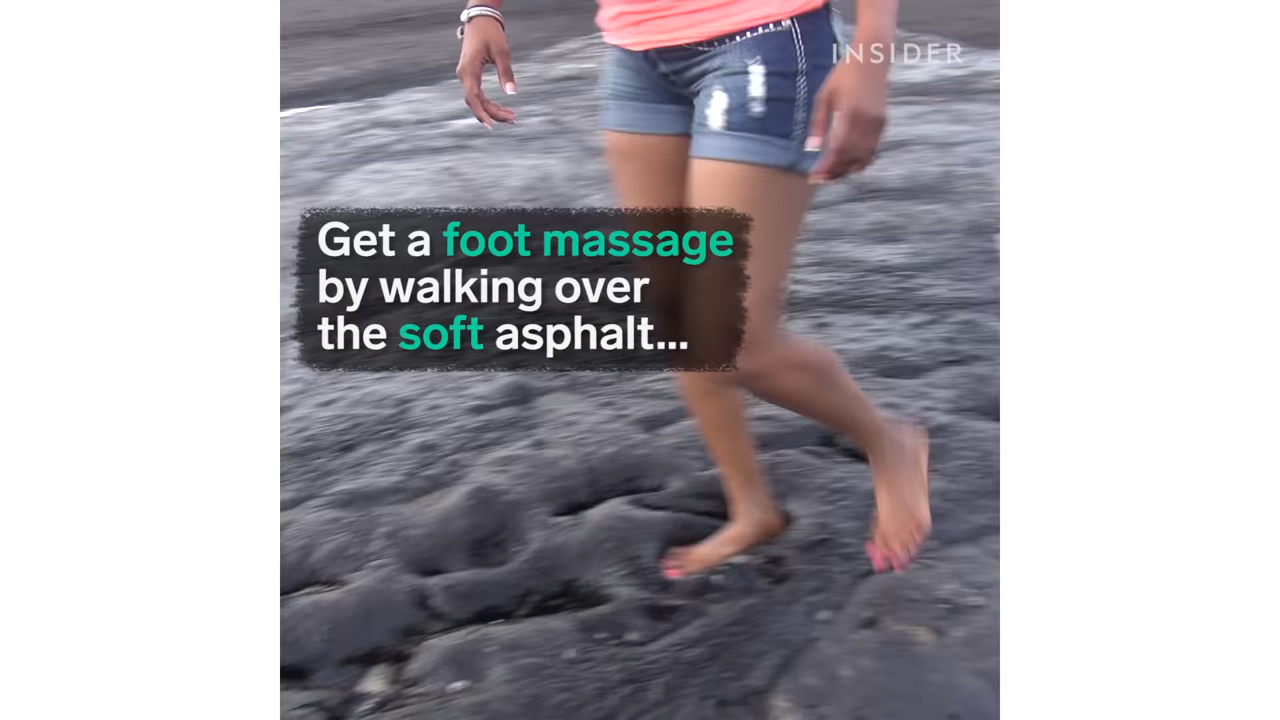 INSIDER
Get a foot massage
by walking over
the soft asphalt...